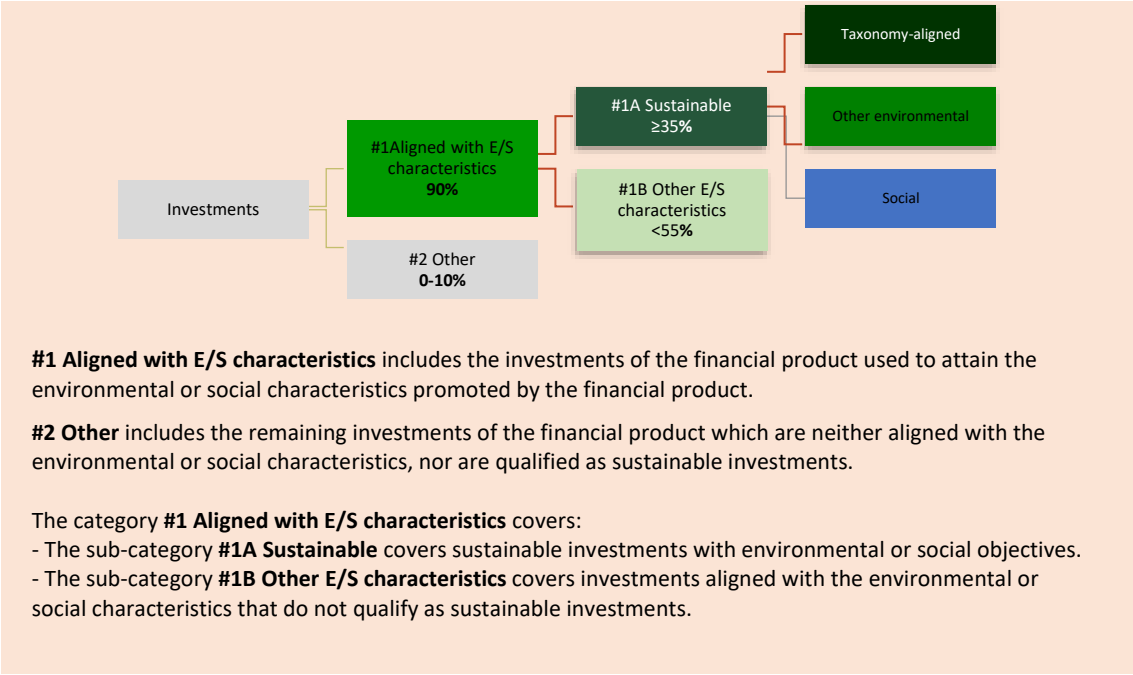 Taxonomy-aligned
#1A Sustainable
≥35%
Other environmental
#1Aligned with E/S
characteristics
90%
#1B Other E/S
characteristics
<55%
Investments
Social
#2 Other
0-10%
#1 Aligned with E/S characteristics includes the investments of the financial product used to attain the
environmental or social characteristics promoted by the financial product.
#2 Other includes the remaining investments of the financial product which are neither aligned with the
environmental or social characteristics, nor are qualified as sustainable investments.
The category #1 Aligned with E/S characteristics covers:
- The sub-category #1A Sustainable covers sustainable investments with environmental or social objectives.
- The sub-category #1B Other E/S characteristics covers investments aligned with the environmental or
social characteristics that do not qualify as sustainable investments.